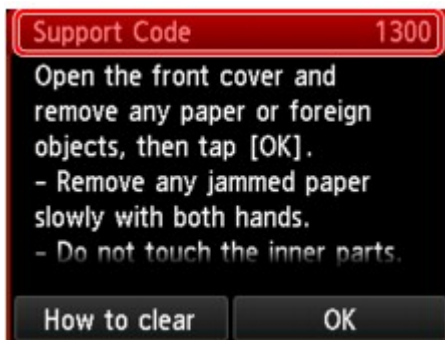 Support Code 1300
Open the front cover and
remove any paper or foreign
objects, then tap [OK].
– Remove any jammed paper
slowly with both hands.
– Do not touch the inner parts.
How to clear OK